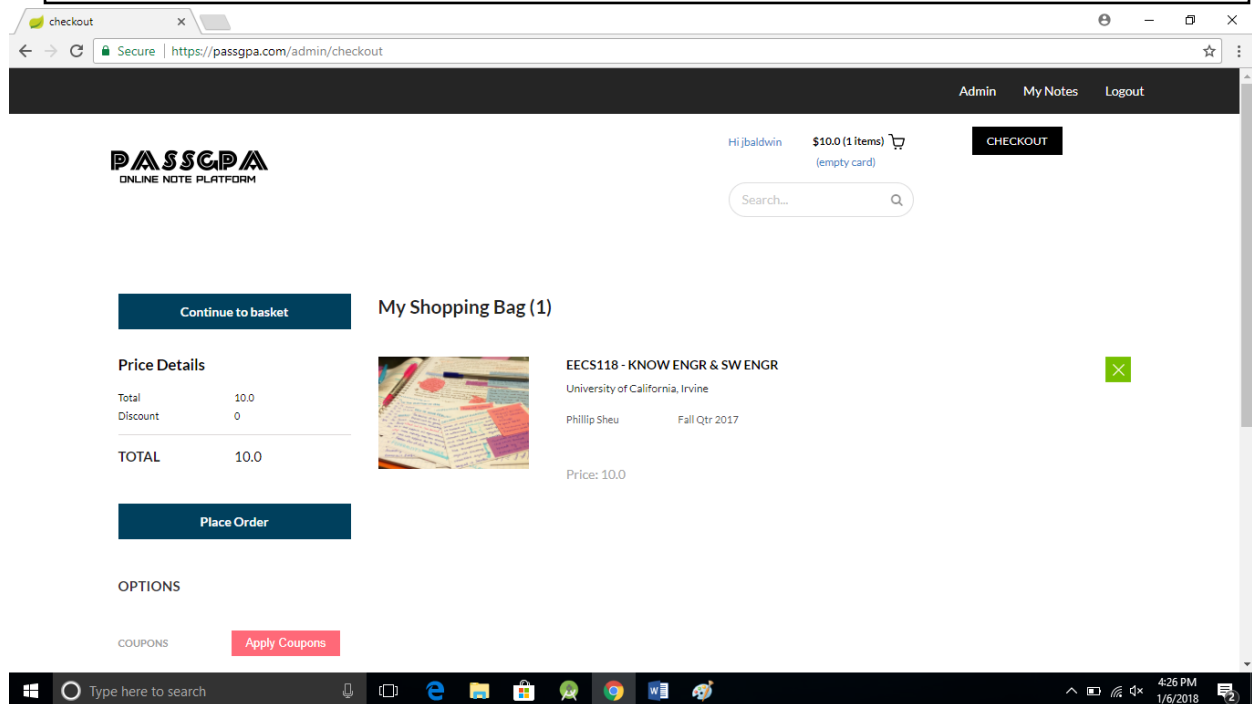 checkout
Secure | https://passgpa.com/admin/checkout
Admin My Notes Logout
PASSGPA
ONLINE NOTE PLATFORM
Hi jbaldwin $10.0 (1 items) CHECKOUT
(empty card)
Search...
Continue to basket
My Shopping Bag (1)
Price Details
Total 10.0
Discount 0
TOTAL 10.0
Place Order
OPTIONS
COUPONS Apply Coupons
EECS118 - KNOW ENGR & SW ENGR
University of California, Irvine
Phillip Sheu Fall Qtr 2017
Price: 10.0
Type here to search
4:26 PM
1/6/2018
2